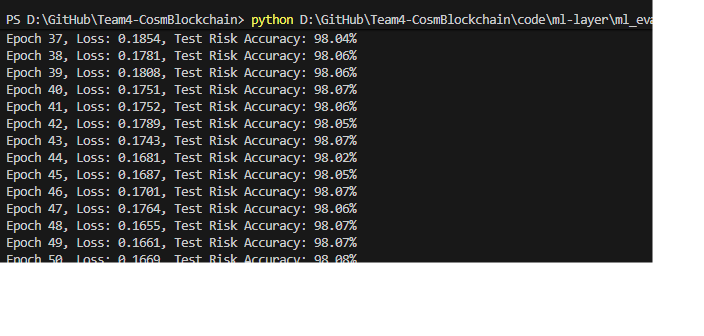 PS D:\GitHub\Team4-CosmBlockchain> python D:\GitHub\Team4-CosmBlockchain\code\ml-layer\ml_eva
Epoch 37, Loss: 0.1854, Test Risk Accuracy: 98.04%
Epoch 38, Loss: 0.1781, Test Risk Accuracy: 98.06%
Epoch 39, Loss: 0.1808, Test Risk Accuracy: 98.06%
Epoch 40, Loss: 0.1751, Test Risk Accuracy: 98.07%
Epoch 41, Loss: 0.1752, Test Risk Accuracy: 98.06%
Epoch 42, Loss: 0.1789, Test Risk Accuracy: 98.05%
Epoch 43, Loss: 0.1743, Test Risk Accuracy: 98.07%
Epoch 44, Loss: 0.1681, Test Risk Accuracy: 98.02%
Epoch 45, Loss: 0.1687, Test Risk Accuracy: 98.05%
Epoch 46, Loss: 0.1701, Test Risk Accuracy: 98.07%
Epoch 47, Loss: 0.1764, Test Risk Accuracy: 98.06%
Epoch 48, Loss: 0.1655, Test Risk Accuracy: 98.07%
Epoch 49, Loss: 0.1661, Test Risk Accuracy: 98.07%
Epoch 50, Loss: 0.1669, Test Risk Accuracy: 98.08%